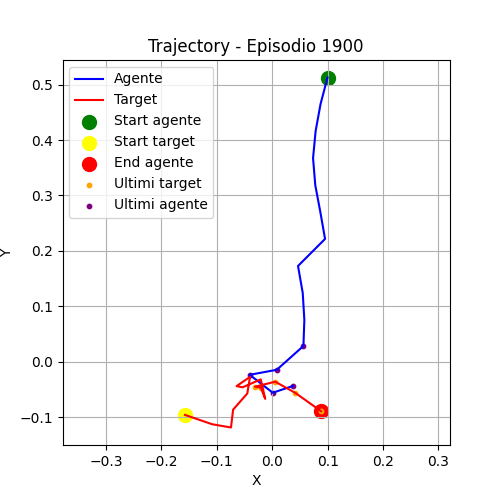 Trajectory - Episodio 1900
Agente
Target
Start agente
Start target
End agente
Ultimi target
Ultimi agente
Y
0.5
0.4
0.3
0.2
0.1
0.0
−0.1
−0.3
−0.2
−0.1
0.0
0.1
0.2
0.3
X